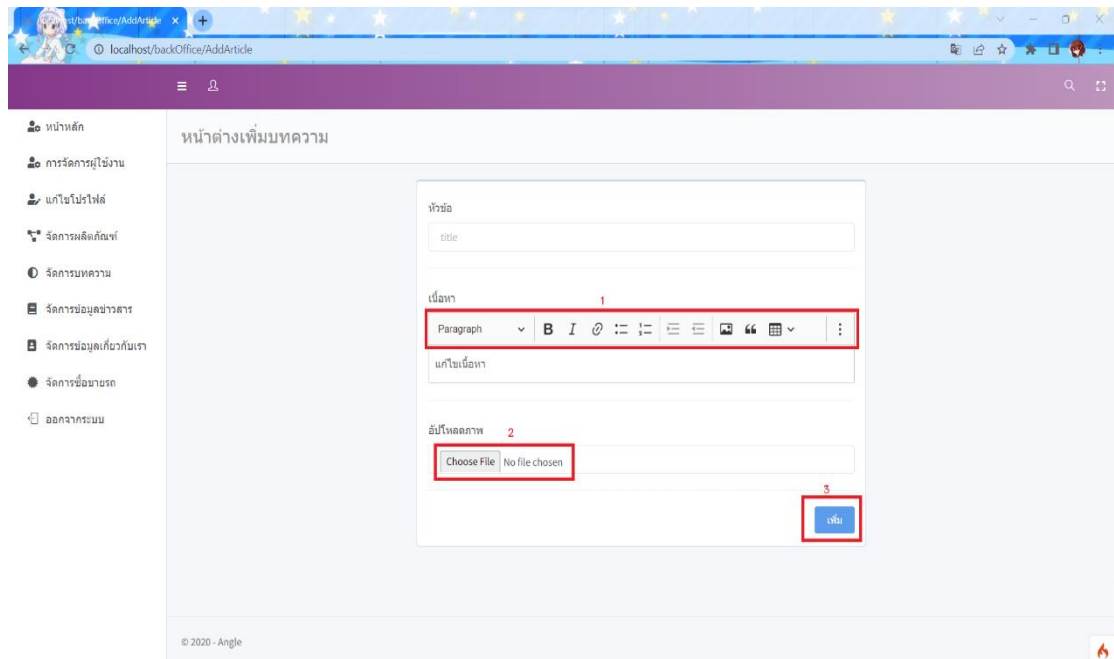 localhost/backOffice/AddArticle
หน้าหลัก
การจัดการผู้ใช้งาน
แก้ไขโปรไฟล์
จัดการผลิตภัณฑ์
จัดการบทความ
จัดการข้อมูลข่าวสาร
จัดการข้อมูลเกี่ยวกับเรา
จัดการซื้อขายรถ
ออกจากระบบ
หน้าต่างเพิ่มบทความ
หัวข้อ
title
เนื้อหา
1
Paragraph
แก้ไขเนื้อหา
อัปโหลดภาพ
2
Choose File No file chosen
3
เพิ่ม
© 2020 - Angle